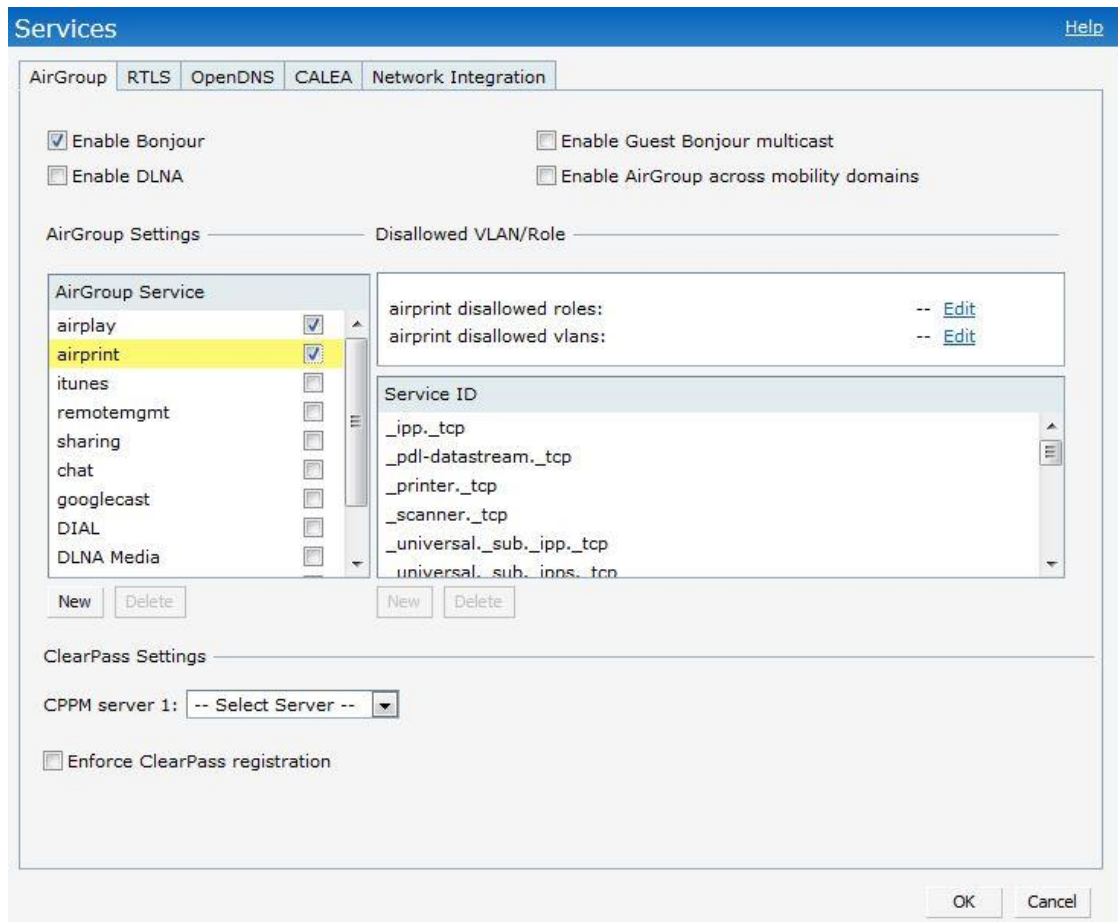 Services
Help
AirGroup RTLS OpenDNS CALEA Network Integration
Enable Bonjour
Enable Guest Bonjour multicast
Enable DLNA
Enable AirGroup across mobility domains
AirGroup Settings
Disallowed VLAN/Role
AirGroup Service
airplay
airprint
itunes
remotemgmt
sharing
chat
googlecast
DIAL
DLNA Media
New Delete
airprint disallowed roles: -- Edit
airprint disallowed vlans: -- Edit
Service ID
_ipp._tcp
_pdl-datastream._tcp
_printer._tcp
_scanner._tcp
_universal._sub._ipp._tcp
_universal._sub._ipps._tcp
New Delete
ClearPass Settings
CPPM server 1: -- Select Server --
Enforce ClearPass registration
OK Cancel